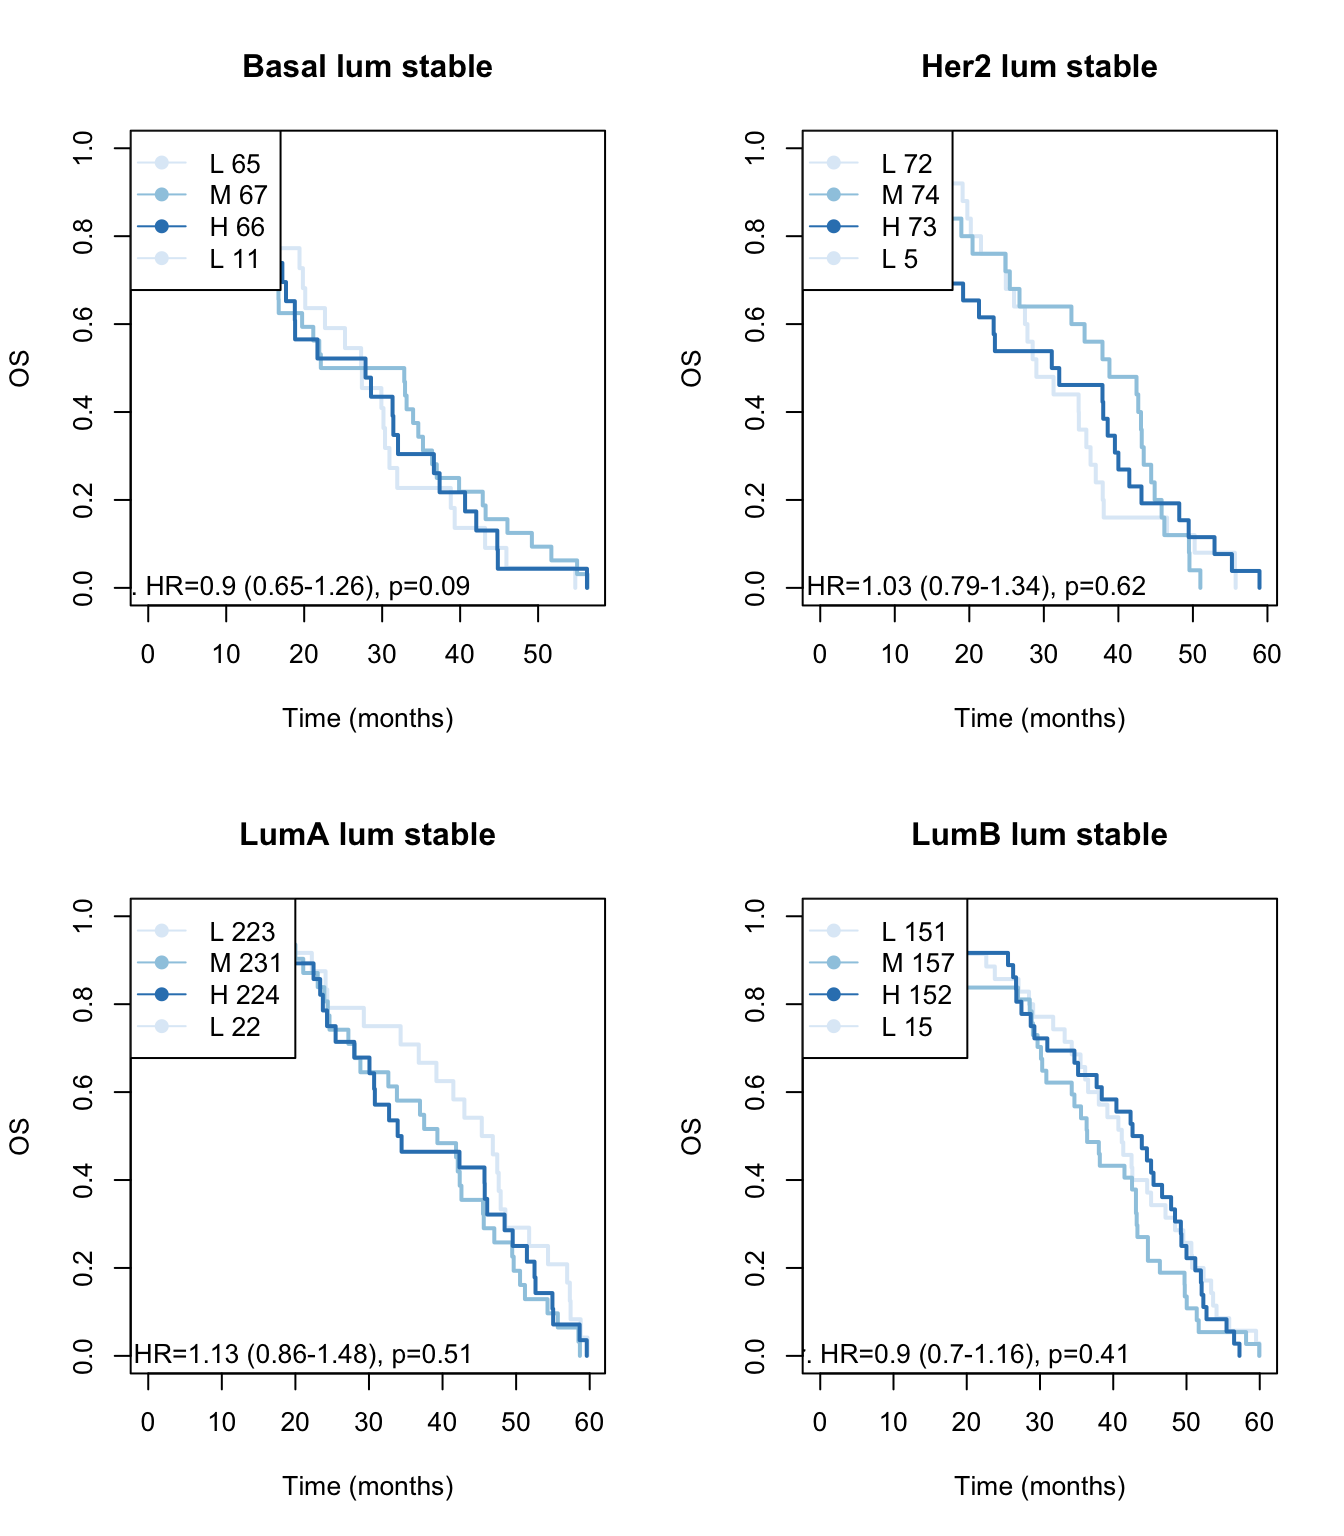 Basal lum stable
1.0
0.8
0.6
0.4
0.2
0.0
OS
L 65
M 67
H 66
L 11
. HR=0.9 (0.65-1.26), p=0.09
0 10 20 30 40 50
Time (months)
Her2 lum stable
1.0
0.8
0.6
0.4
0.2
0.0
OS
L 72
M 74
H 73
L 5
HR=1.03 (0.79-1.34), p=0.62
0 10 20 30 40 50 60
Time (months)
LumA lum stable
1.0
0.8
0.6
0.4
0.2
0.0
OS
L 223
M 231
H 224
L 22
HR=1.13 (0.86-1.48), p=0.51
0 10 20 30 40 50 60
Time (months)
LumB lum stable
1.0
0.8
0.6
0.4
0.2
0.0
OS
L 151
M 157
H 152
L 15
. HR=0.9 (0.7-1.16), p=0.41
0 10 20 30 40 50 60
Time (months)